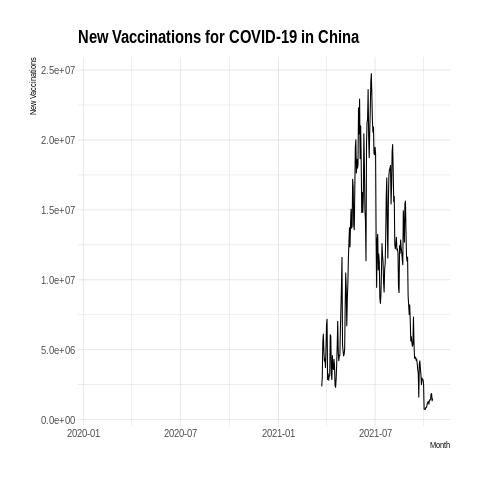 New Vaccinations for COVID-19 in China
New Vaccinations
2.5e+07
2.0e+07
1.5e+07
1.0e+07
5.0e+06
0.0e+00
2020-01 2020-07 2021-01 2021-07
Month